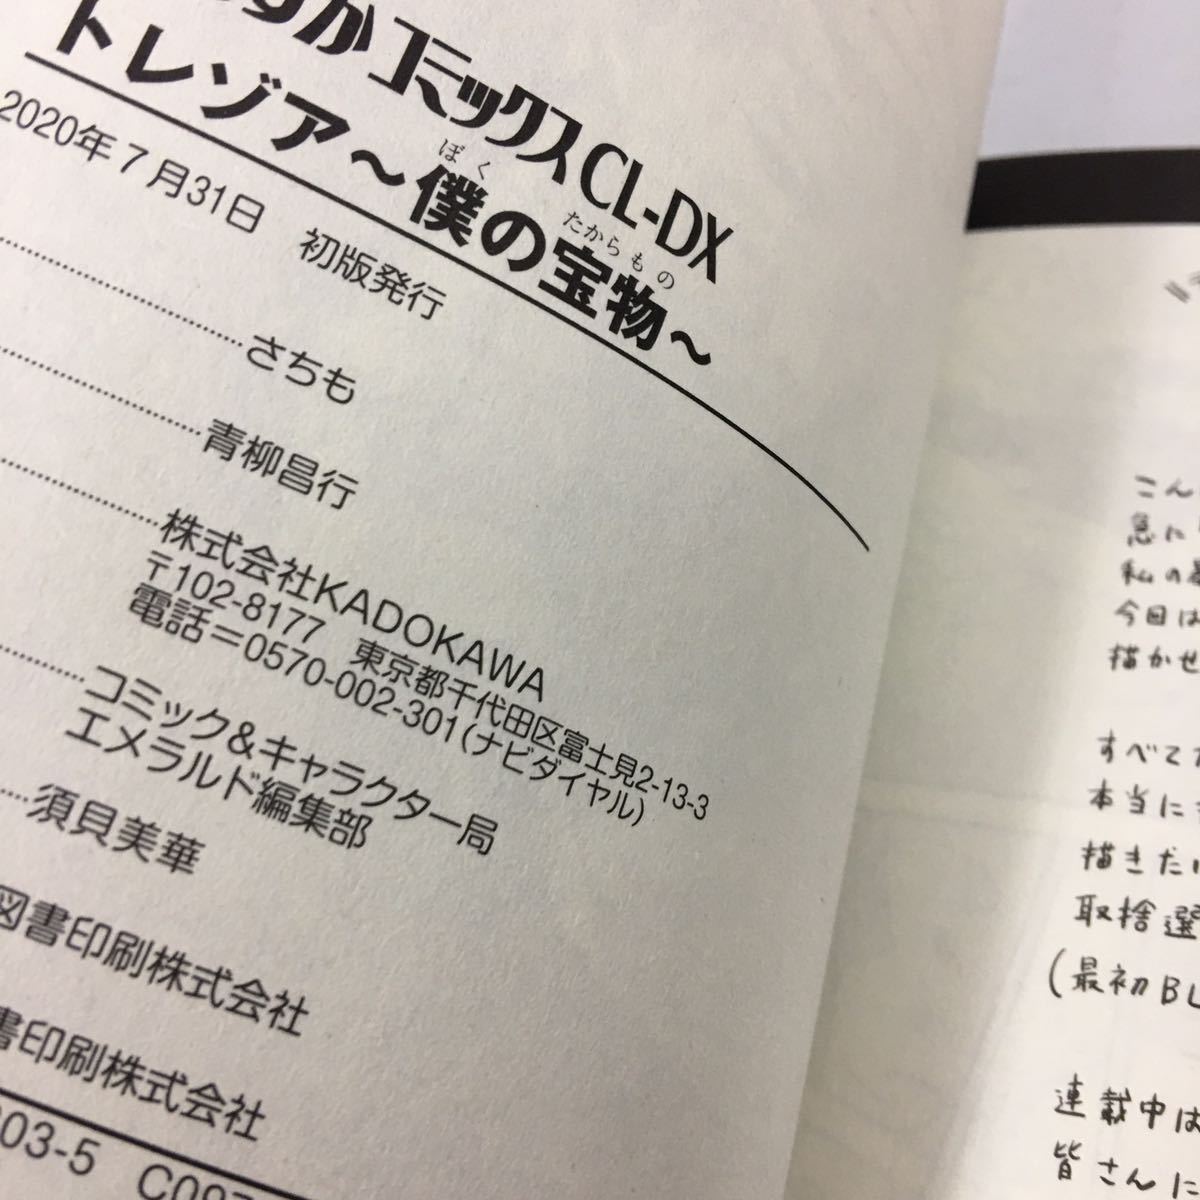 すかコミックスCL-DX
トレゾア～僕の宝物～
ぼく
たからもの
2020年7月31日 初版発行
さちも
青柳昌行
株式会社KADOKAWA
〒102-8177 東京都千代田区富士見2-13-3
電話＝0570-002-301(ナビダイヤル)
コミック&キャラクター局
エメラルド編集部
須貝美華
図書印刷株式会社
書印刷株式会社
03-5 C097
こん
急に
私の
今日は
描かせ
すべて
本当に
描きた
取捨選
(最初BL
連載中は
皆さんに